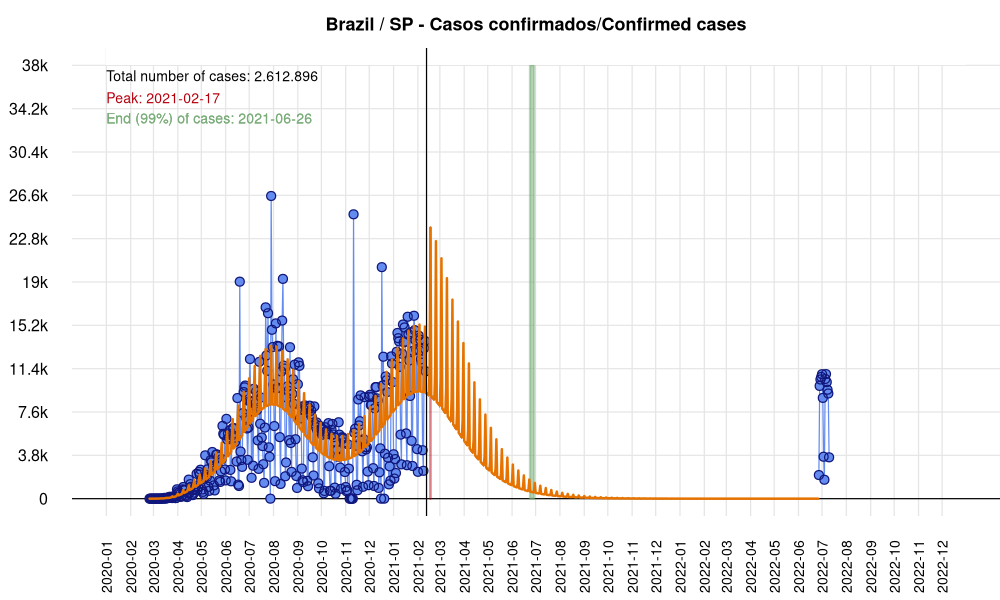 Brazil / SP - Casos confirmados/Confirmed cases
Total number of cases: 2.612.896
Peak: 2021-02-17
End (99%) of cases: 2021-06-26
38k
34.2k
30.4k
26.6k
22.8k
19k
15.2k
11.4k
7.6k
3.8k
0
2020-01
2020-02
2020-03
2020-04
2020-05
2020-06
2020-07
2020-08
2020-09
2020-10
2020-11
2020-12
2021-01
2021-02
2021-03
2021-04
2021-05
2021-06
2021-07
2021-08
2021-09
2021-10
2021-11
2021-12
2022-01
2022-02
2022-03
2022-04
2022-05
2022-06
2022-07
2022-08
2022-09
2022-10
2022-11
2022-12